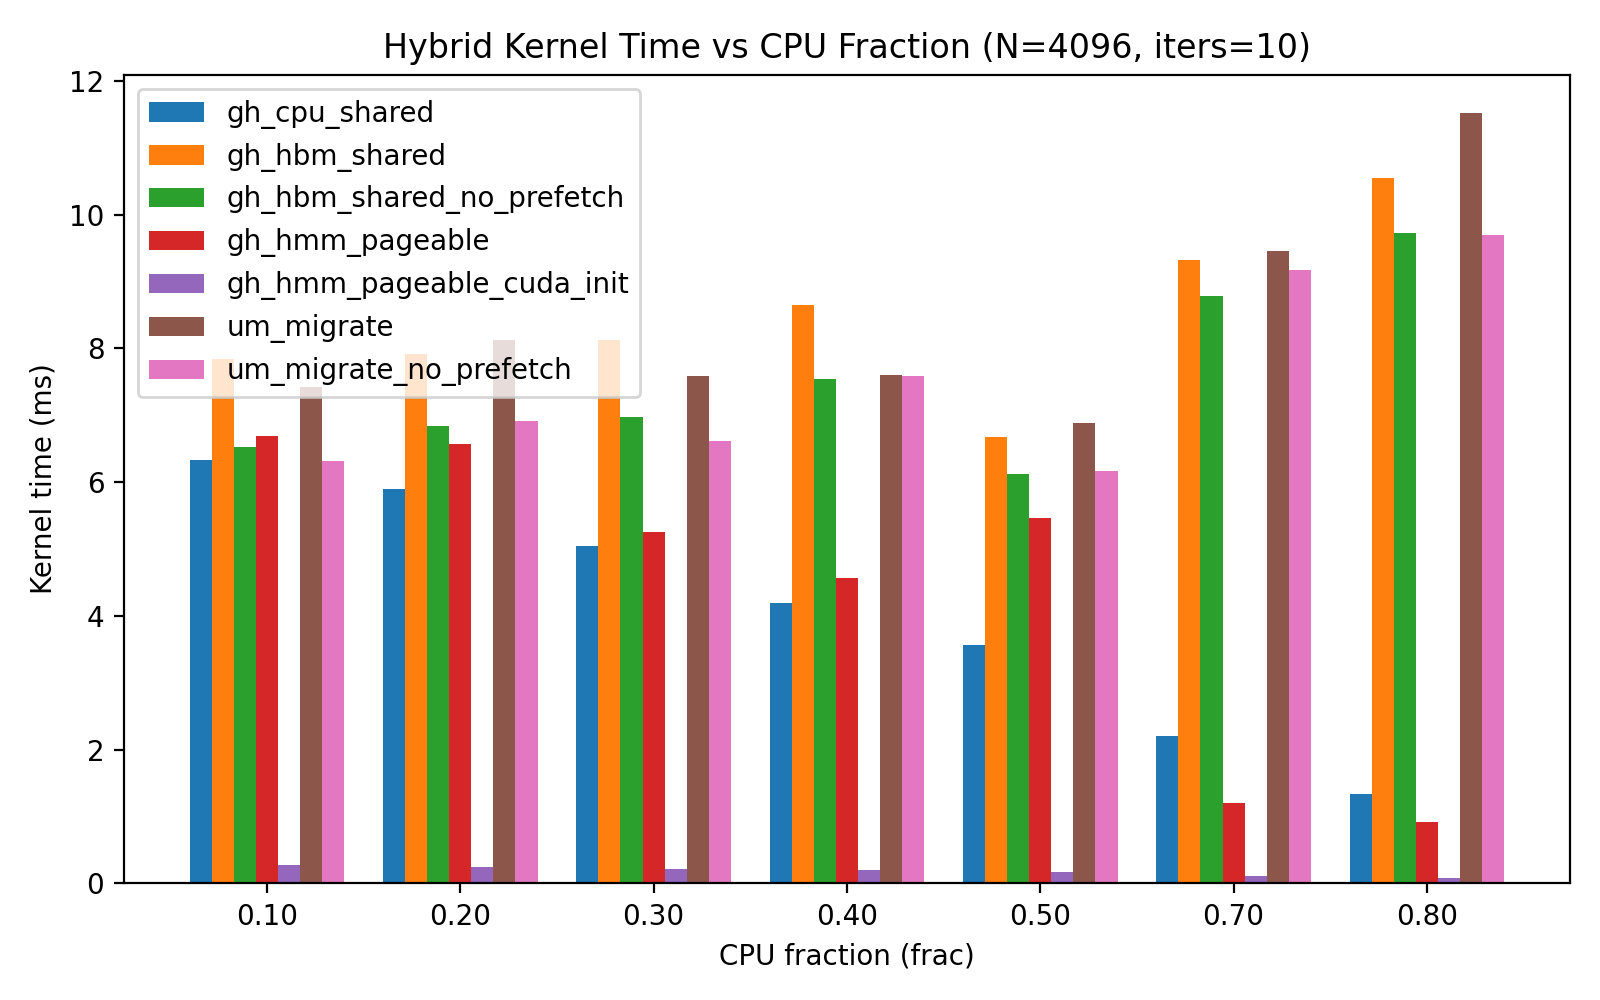 Hybrid Kernel Time vs CPU Fraction (N=4096, iters=10)
12
10
8
6
4
2
0
Kernel time (ms)
gh_cpu_shared
gh_hbm_shared
gh_hbm_shared_no_prefetch
gh_hmm_pageable
gh_hmm_pageable_cuda_init
um_migrate
um_migrate_no_prefetch
0.10
0.20
0.30
0.40
0.50
0.70
0.80
CPU fraction (frac)